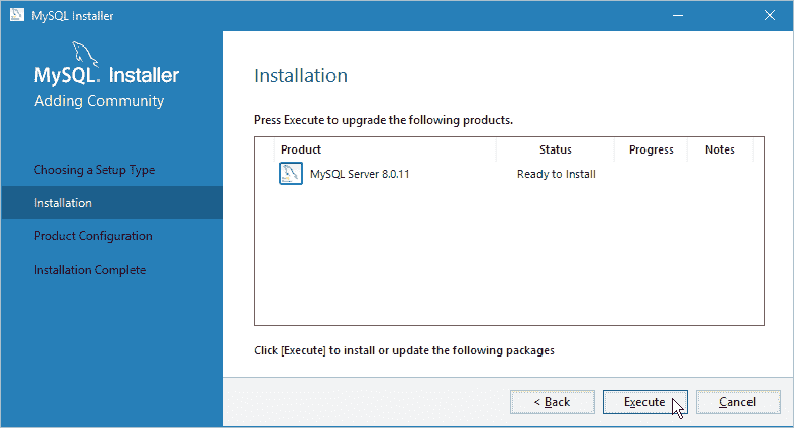 MySQL Installer
MySQL. Installer
Adding Community
Choosing a Setup Type
Installation
Product Configuration
Installation Complete
Installation
Press Execute to upgrade the following products.
Product Status Progress Notes
MySQL Server 8.0.11 Ready to Install
Click [Execute] to install or update the following packages
< Back Execute Cancel